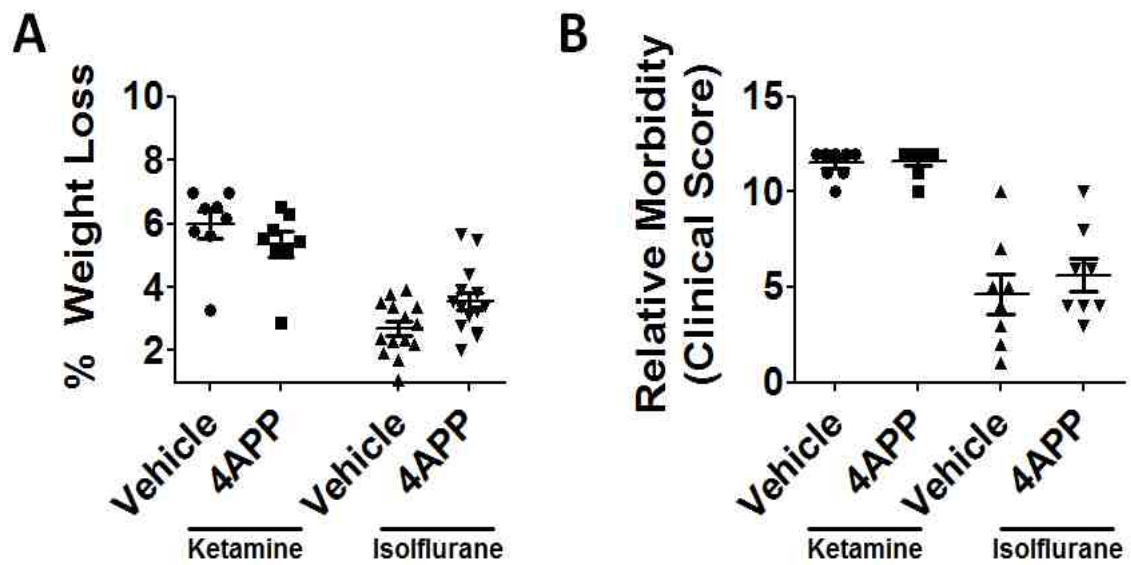 A
% Weight Loss
10
8
6
4
2
Vehicle
4APP
Vehicle
4APP
Ketamine
Isolflurane
B
Relative Morbidity
(Clinical Score)
15
10
5
0
Vehicle
4APP
Vehicle
4APP
Ketamine
Isolflurane